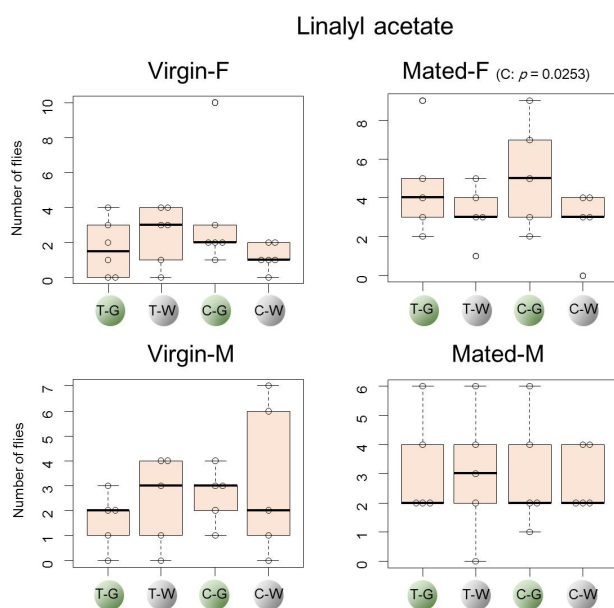 Linalyl acetate
Virgin-F
Mated-F (C: p = 0.0253)
Number of flies
10
8
6
4
2
0
T-G T-W C-G C-W
8
6
4
2
0
T-G T-W C-G C-W
Virgin-M
Mated-M
Number of flies
7
6
5
4
3
2
1
0
T-G T-W C-G C-W
6
5
4
3
2
1
0
T-G T-W C-G C-W